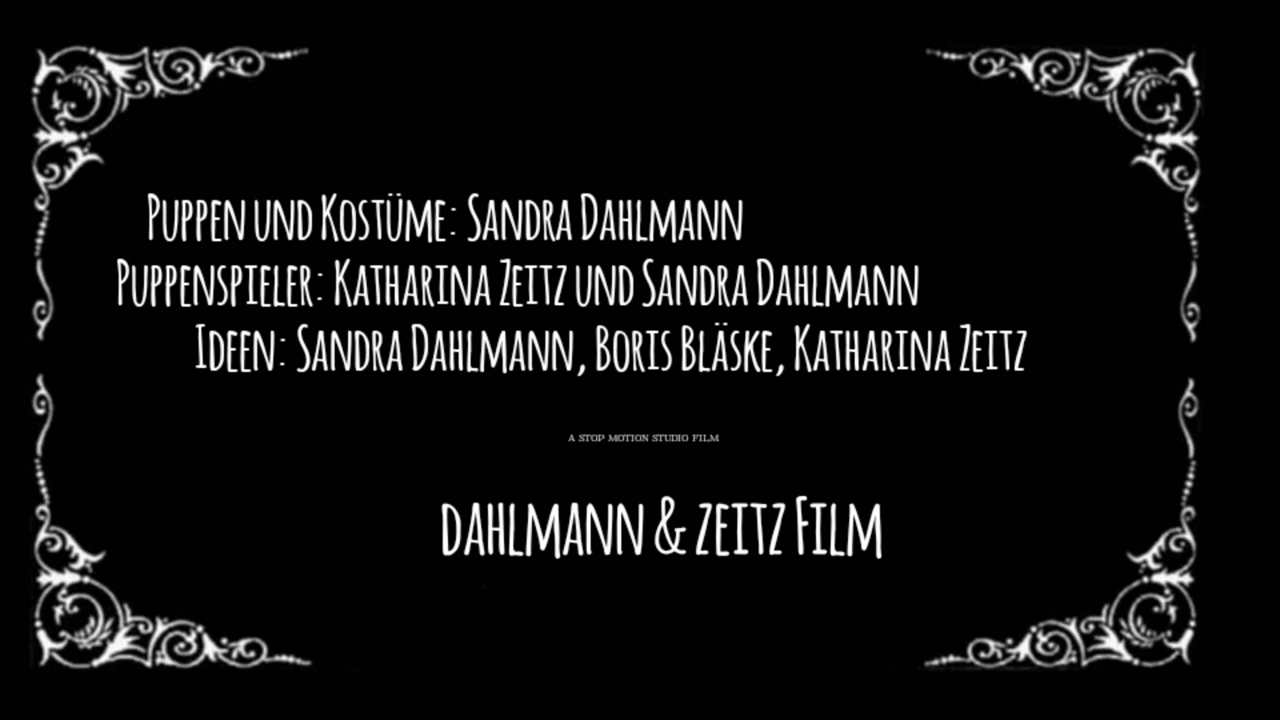 Puppen und Kostüme: Sandra Dahlmann
Puppenspieler: Katharina Zeitz und Sandra Dahlmann
Ideen: Sandra Dahlmann, Boris Bläske, Katharina Zeitz
A STOP MOTION STUDIO FILM
dahlmann & zeitz Film